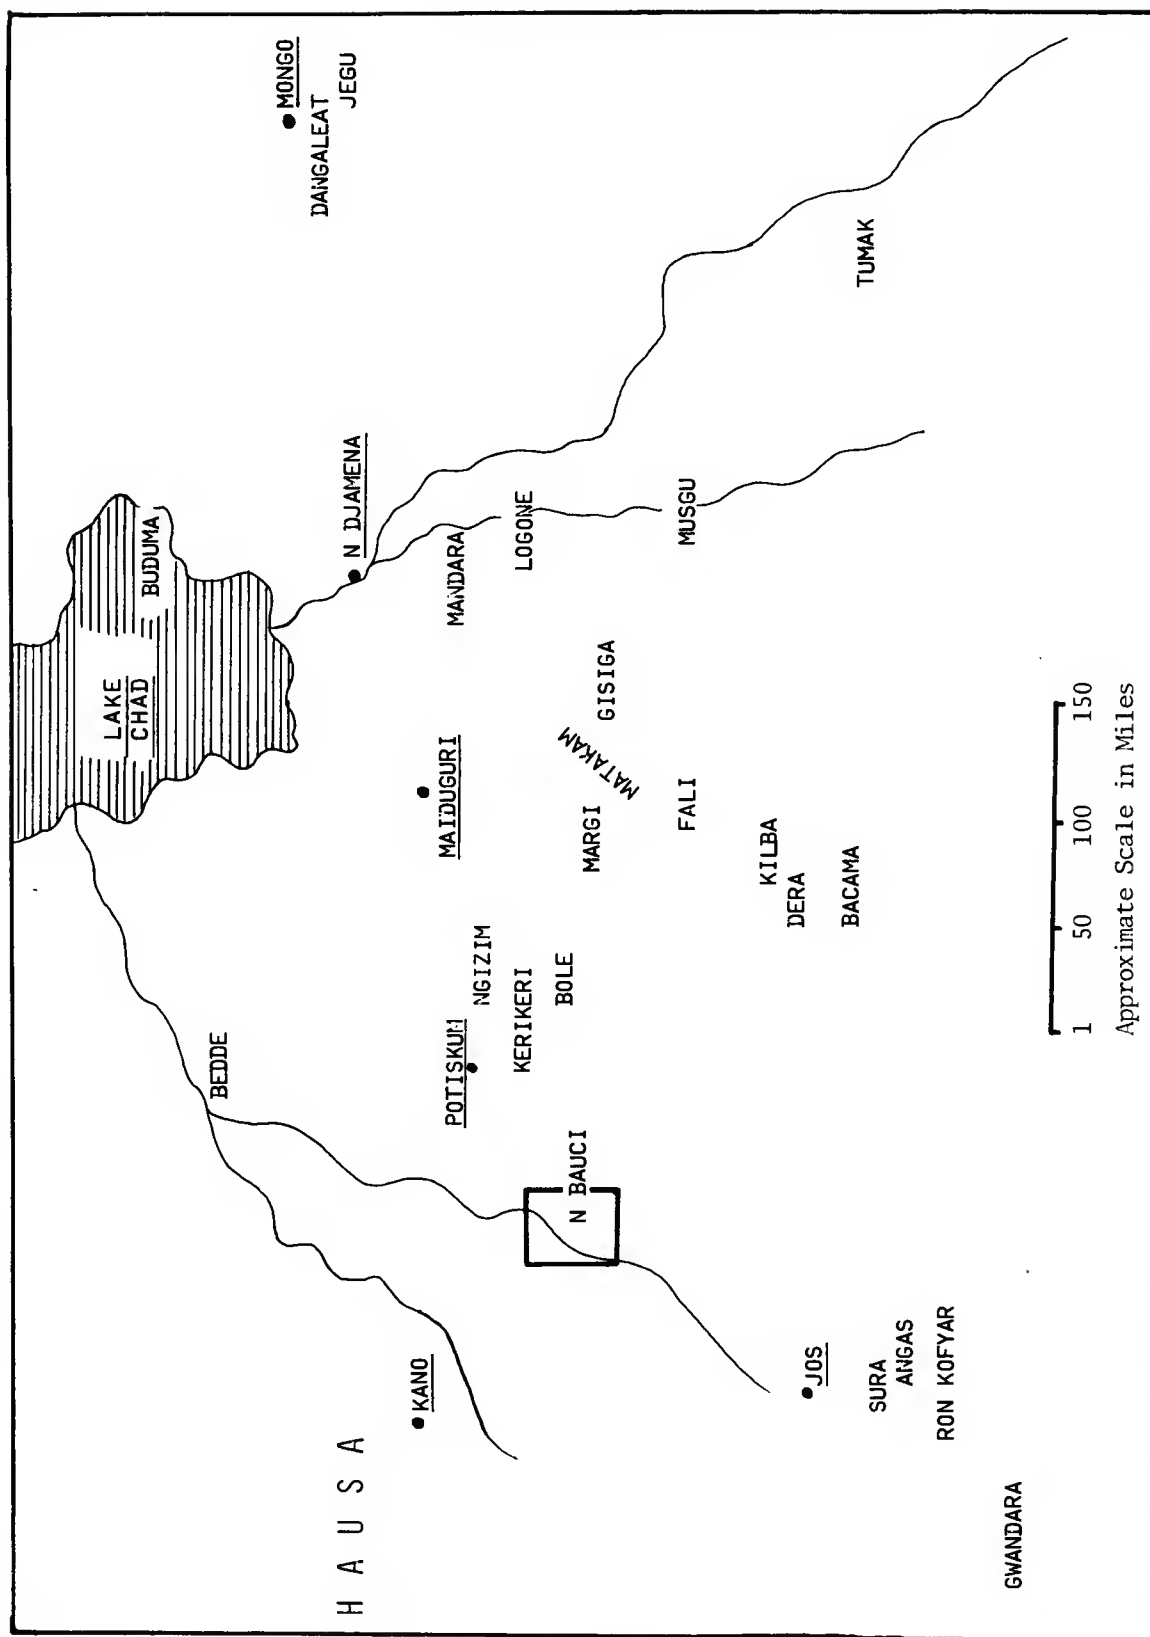 LAKE
CHAD
BUDUMA
MONGO
DANGALEAT
JEGU
BEDDE
N DJAMENA
HAUSA
KANO
MAIDUGURI
POTISKUM
NGIZIM
MANDARA
KERIKERI
LOGONE
BOLE
N BAUCI
MARGI
MATAKAM
GISIGA
FALI
MUSGU
KILBA
DERA
JOS
BACAMA
TUMAK
SURA
ANGAS
RON KOFYAR
GWANDARA
1 50 100 150
Approximate Scale in Miles